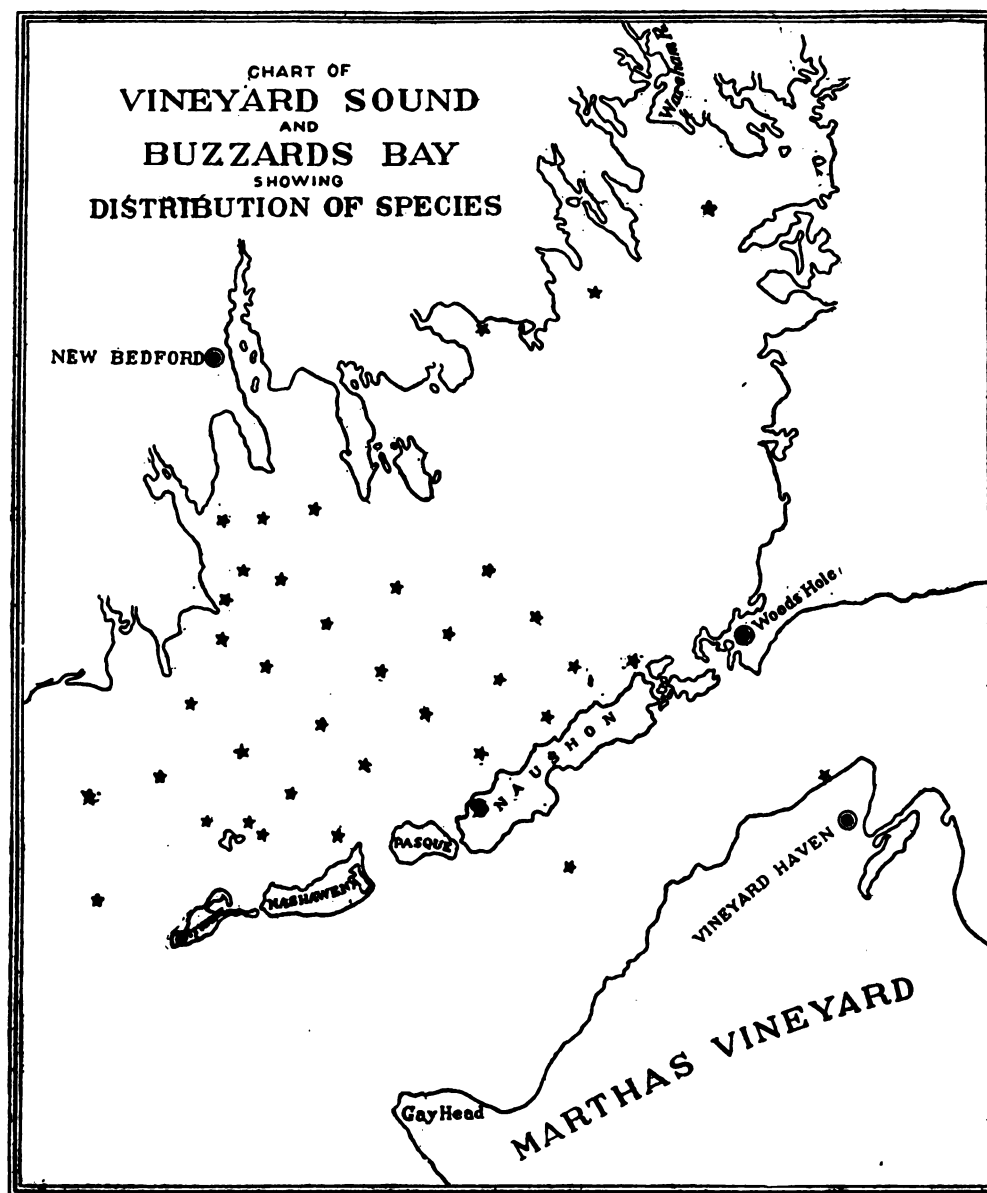 CHART OF
VINEYARD SOUND
AND
BUZZARDS BAY
SHOWING
DISTRIBUTION OF SPECIES
Wareham R.
NEW BEDFORD
Woods Hole
NAUSHON
PASQUE
NASHAWENA
VINEYARD HAVEN
MARTHAS VINEYARD
Gay Head